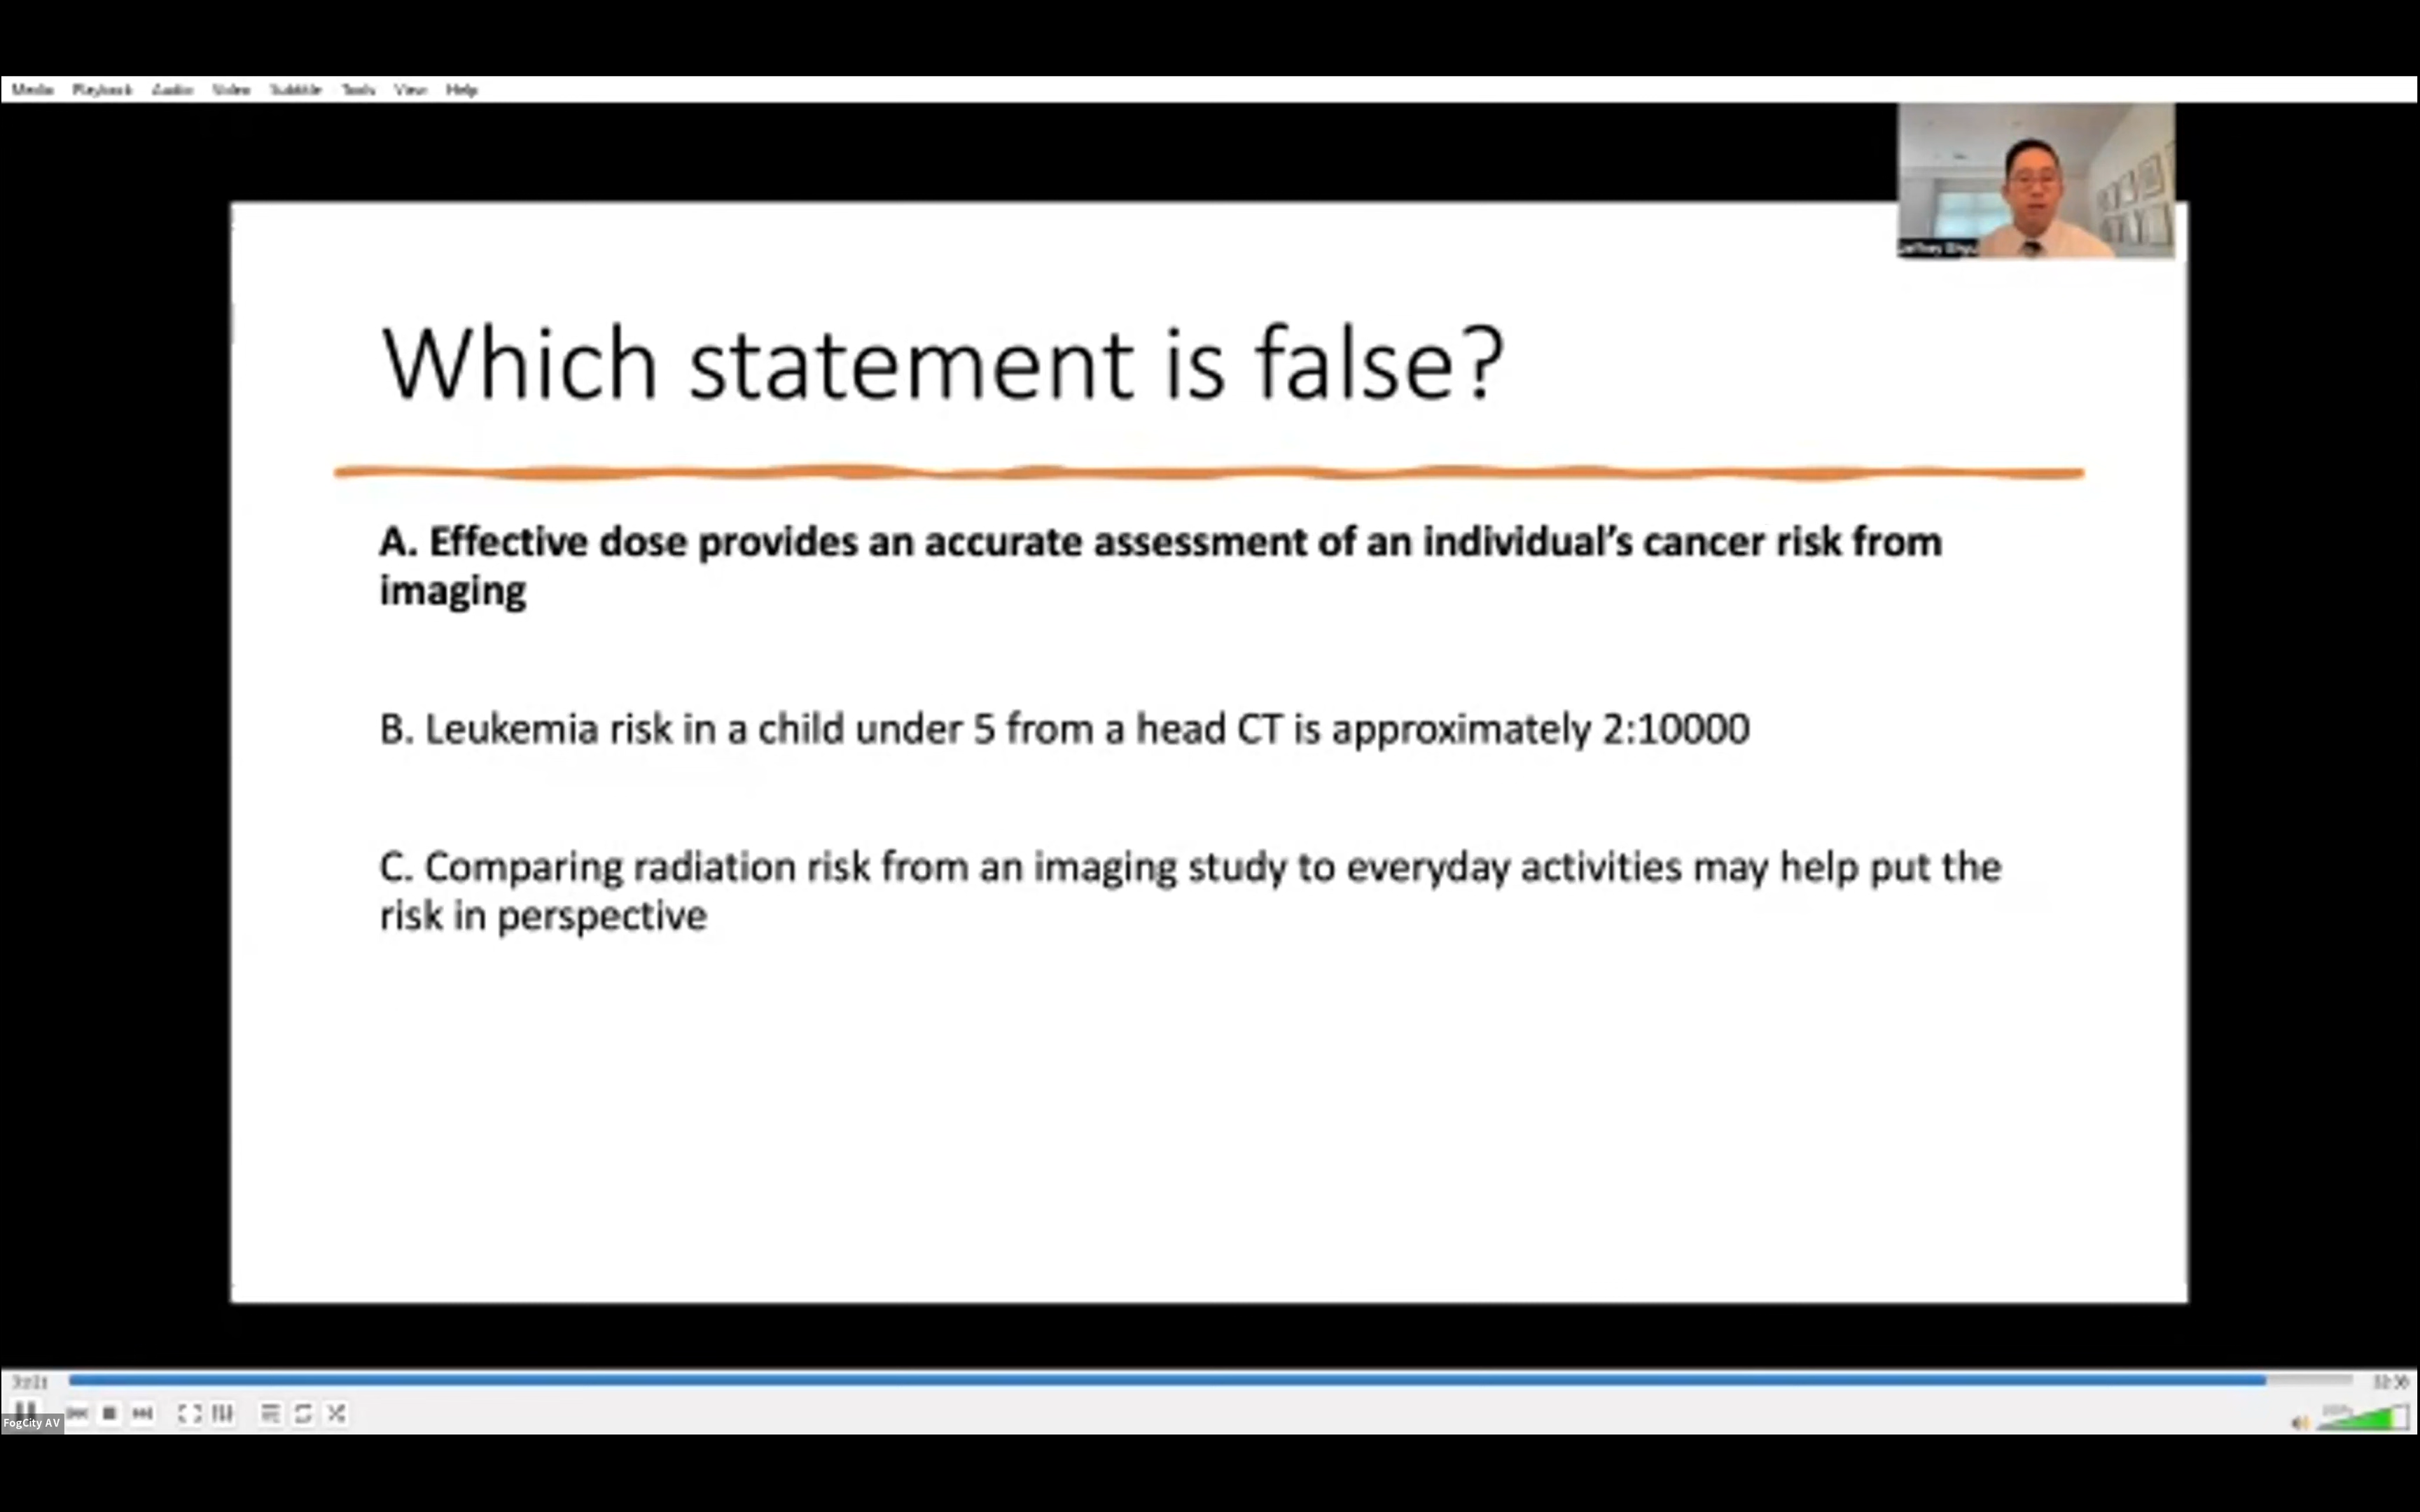 Media Playback Audio Video Subtitle Tools View Help
Which statement is false?
A. Effective dose provides an accurate assessment of an individual's cancer risk from
imaging
B. Leukemia risk in a child under 5 from a head CT is approximately 2:10000
C. Comparing radiation risk from an imaging study to everyday activities may help put the
risk in perspective
FogCity AV